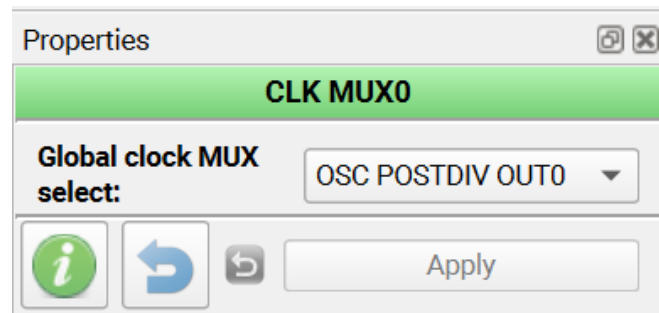 Properties
CLK MUX0
Global clock MUX
select:
OSC POSTDIV OUT0
Apply